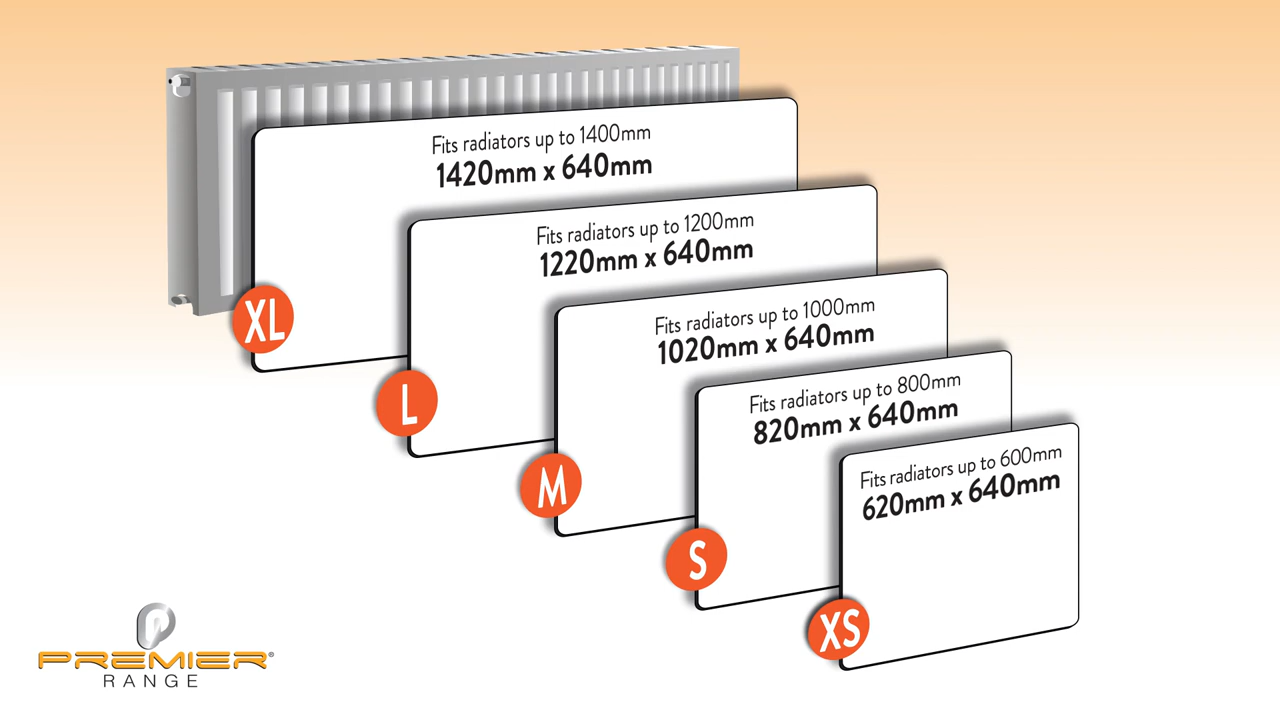 Fits radiators up to 1400mm
1420mm x 640mm
XL
Fits radiators up to 1200mm
1220mm x 640mm
L
Fits radiators up to 1000mm
1020mm x 640mm
M
Fits radiators up to 800mm
820mm x 640mm
S
Fits radiators up to 600mm
620mm x 640mm
XS
P
PREMIER®
RANGE